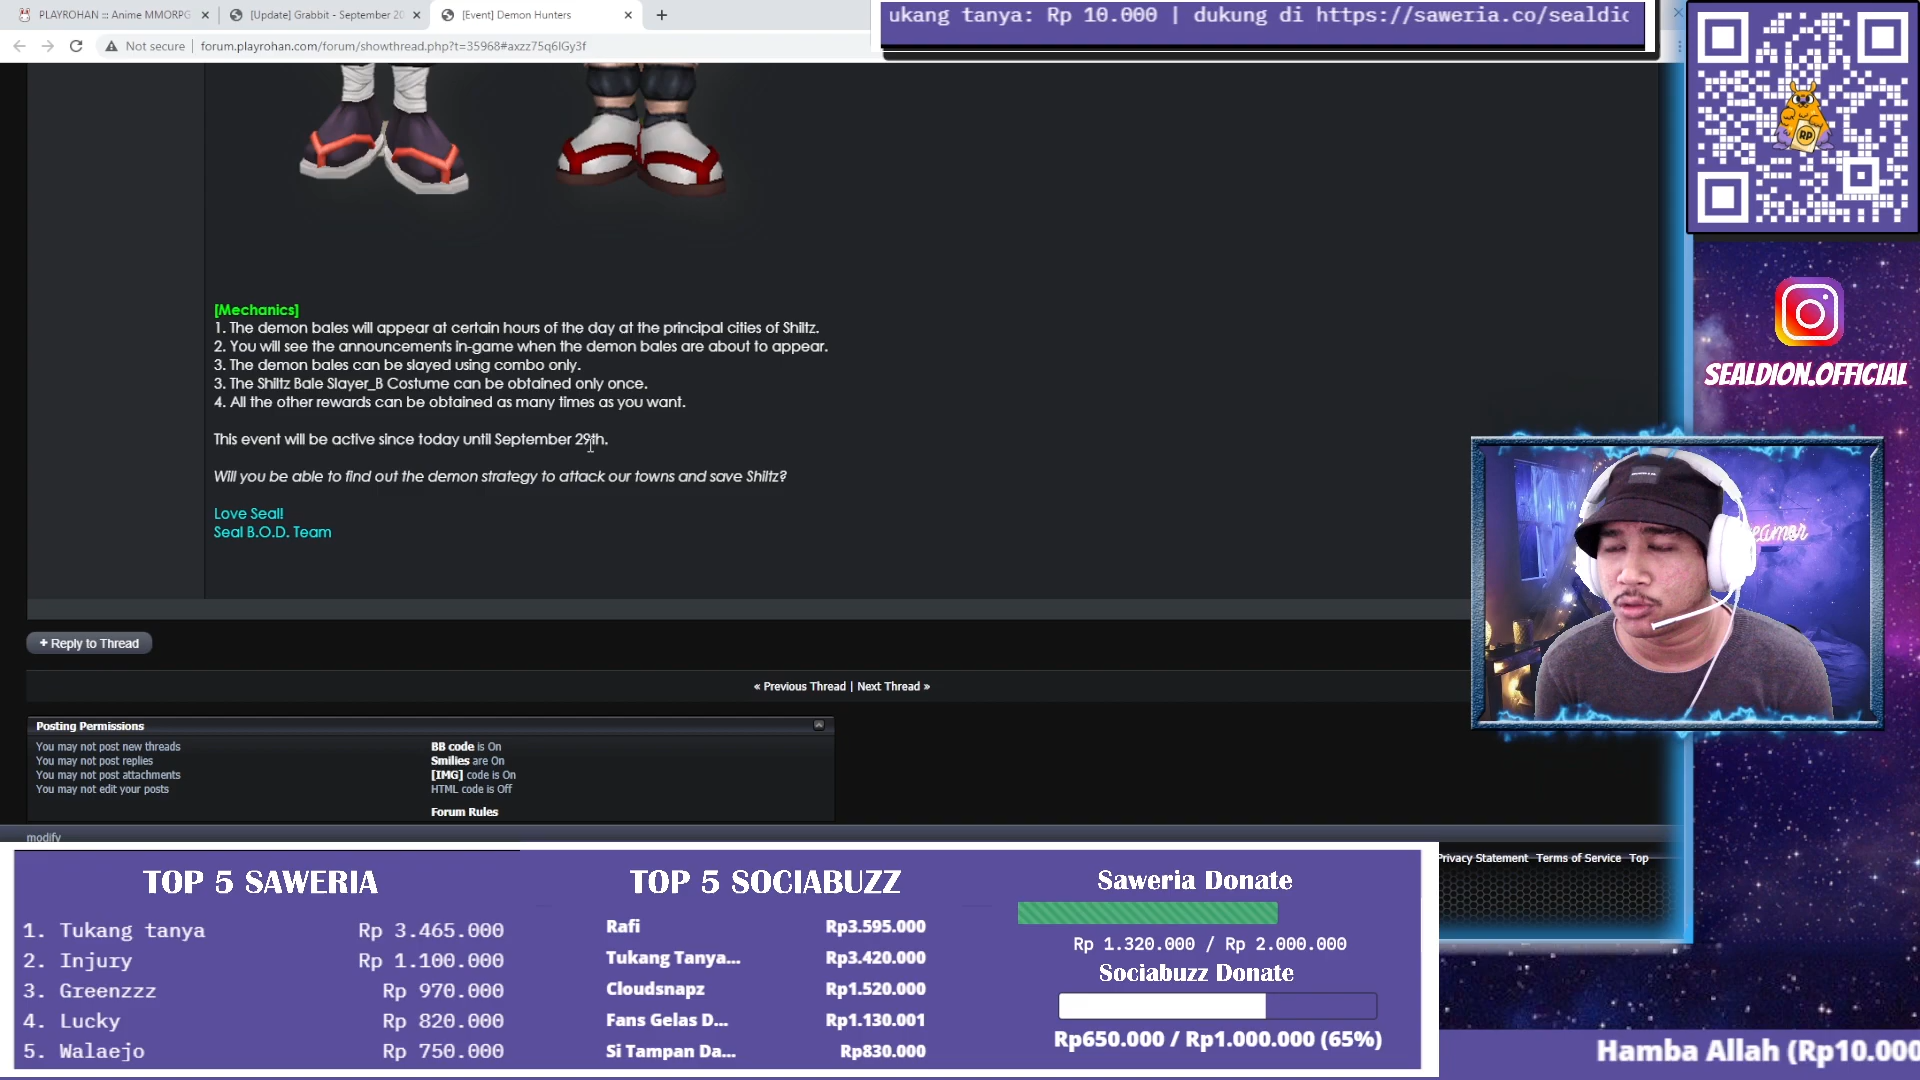 PLAYROHAN ::: Anime MMORPG
[Update] Grabbit - September 20
[Event] Demon Hunters
ukang tanya: Rp 10.000 | dukung di https://saweria.co/sealdio
Not secure
forum.playrohan.com/forum/showthread.php?t=35968#axzz75q6lGy3f
RP
[Mechanics]
1. The demon bales will appear at certain hours of the day at the principal cities of Shiltz.
2. You will see the announcements in-game when the demon bales are about to appear.
3. The demon bales can be slayed using combo only.
3. The Shiltz Bale Slayer_B Costume can be obtained only once.
4. All the other rewards can be obtained as many times as you want.
This event will be active since today until September 29th.
Will you be able to find out the demon strategy to attack our towns and save Shiltz?
Love Seal!
Seal B.O.D. Team
SEALDION.OFFICIAL
+ Reply to Thread
« Previous Thread | Next Thread »
Posting Permissions
You may not post new threads
You may not post replies
You may not post attachments
You may not edit your posts
BB code is On
Smilies are On
[IMG] code is On
HTML code is Off
Forum Rules
modify
Privacy Statement Terms of Service Top
TOP 5 SAWERIA
1. Tukang tanya Rp 3.465.000
2. Injury Rp 1.100.000
3. Greenzzz Rp 970.000
4. Lucky Rp 820.000
5. Walaejo Rp 750.000
TOP 5 SOCIABUZZ
Rafi Rp3.595.000
Tukang Tanya... Rp3.420.000
Cloudsnapz Rp1.520.000
Fans Gelas D... Rp1.130.001
Si Tampan Da... Rp830.000
Saweria Donate
Rp 1.320.000 / Rp 2.000.000
Sociabuzz Donate
Rp650.000 / Rp1.000.000 (65%)
Hamba Allah (Rp10.000